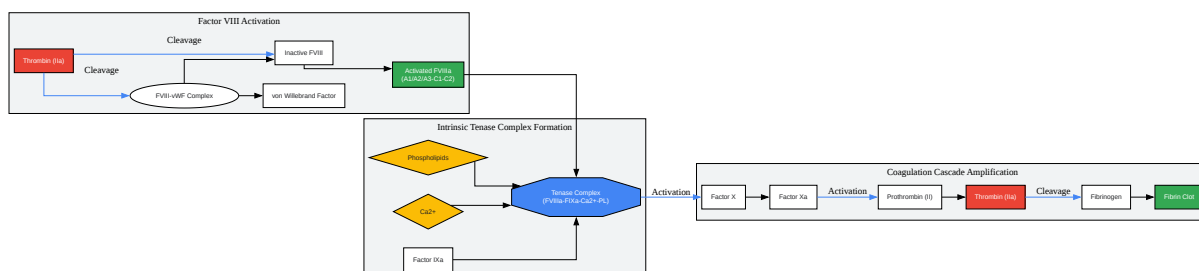 Factor VIII Activation
Cleavage
Thrombin (IIa)
Inactive FVIII
Cleavage
Activated FVIIIa
(A1/A2/A3-C1-C2)
FVIII-vWF Complex
von Willebrand Factor
Intrinsic Tenase Complex Formation
Phospholipids
Tenase Complex
(FVIIIa-FIXa-Ca2+-PL)
Ca2+
Factor IXa
Activation
Coagulation Cascade Amplification
Factor X
Factor Xa
Activation
Prothrombin (II)
Thrombin (IIa)
Cleavage
Fibrinogen
Fibrin Clot